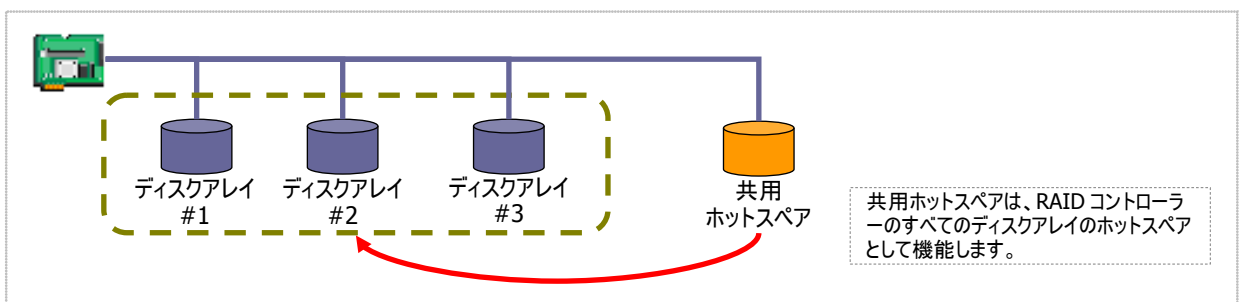 ディスクアレイ
#1
ディスクアレイ
#2
ディスクアレイ
#3
共用
ホットスペア
共用ホットスペアは、RAID コントローラ
ーのすべてのディスクアレイのホットスペア
として機能します。